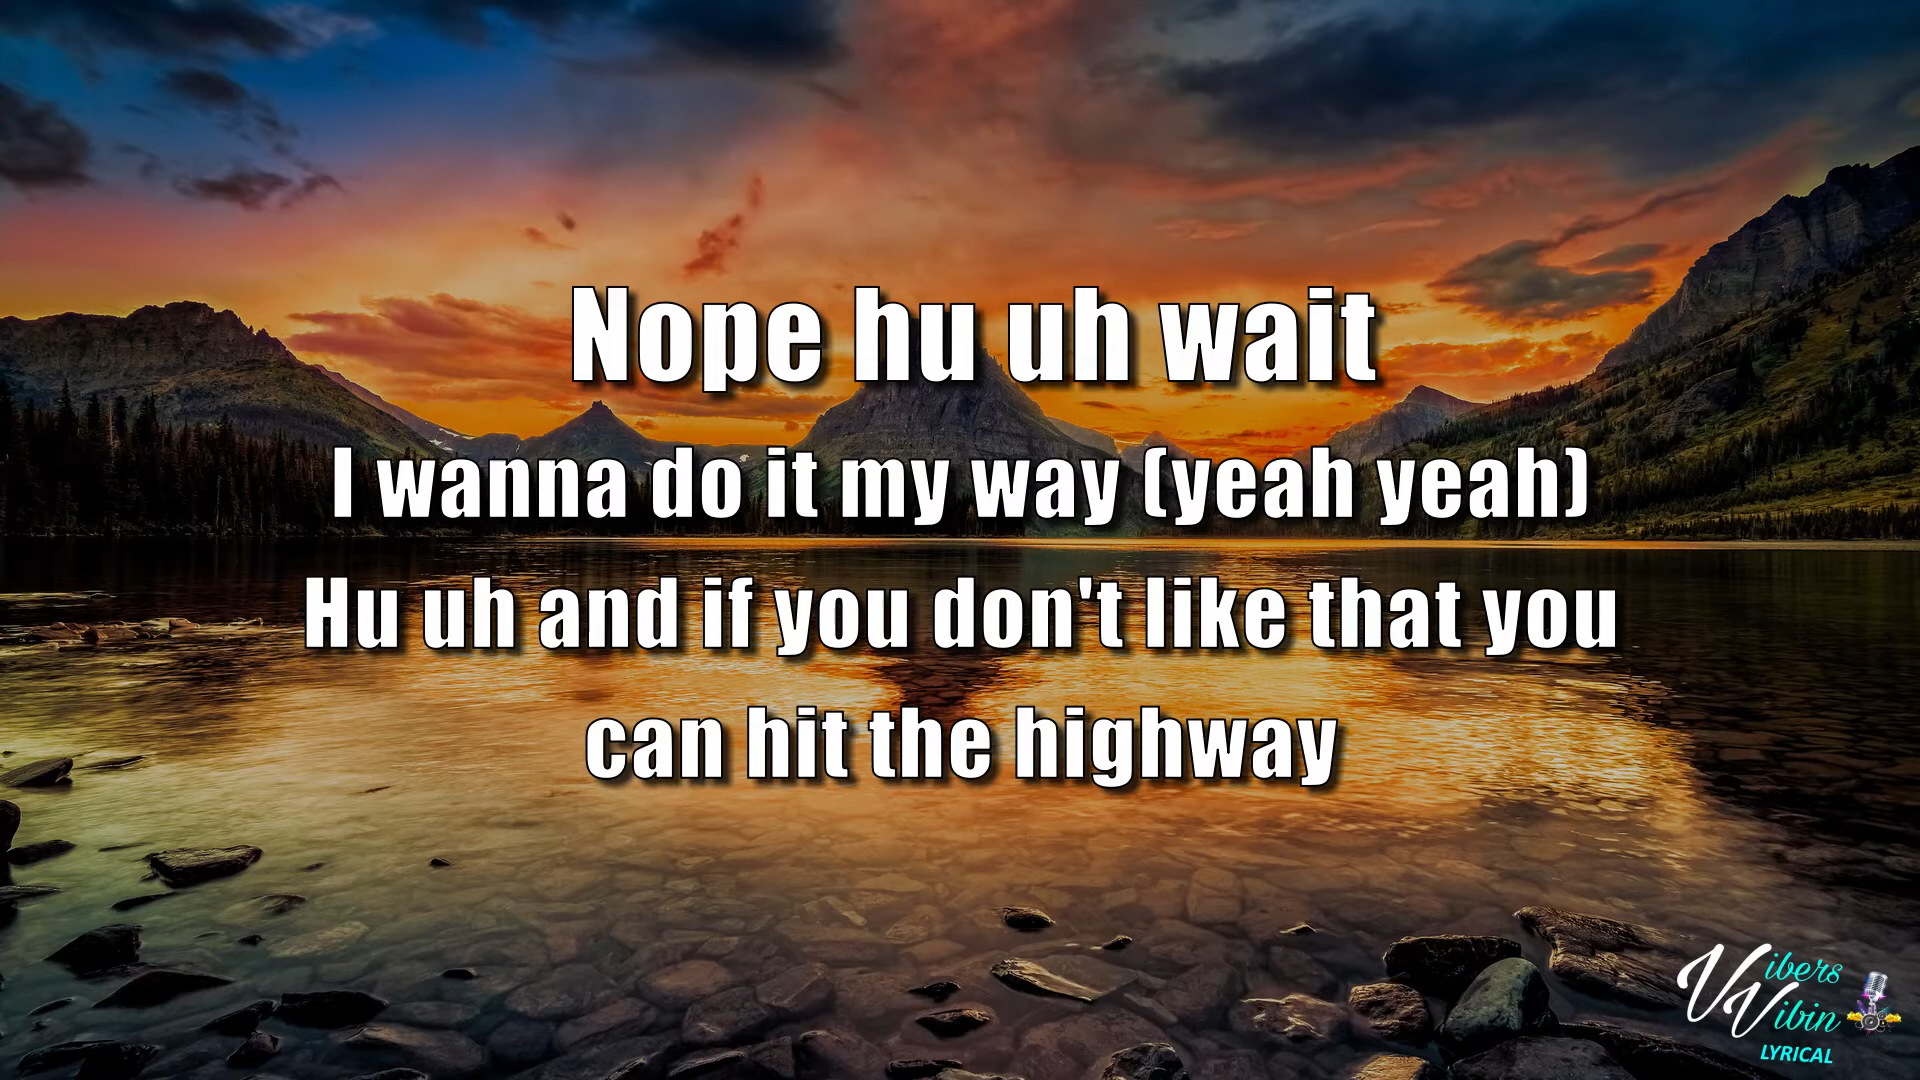 Nope hu uh wait
I wanna do it my way (yeah yeah)
Hu uh and if you don't like that you
can hit the highway
Vibers
Vibin
LYRICAL